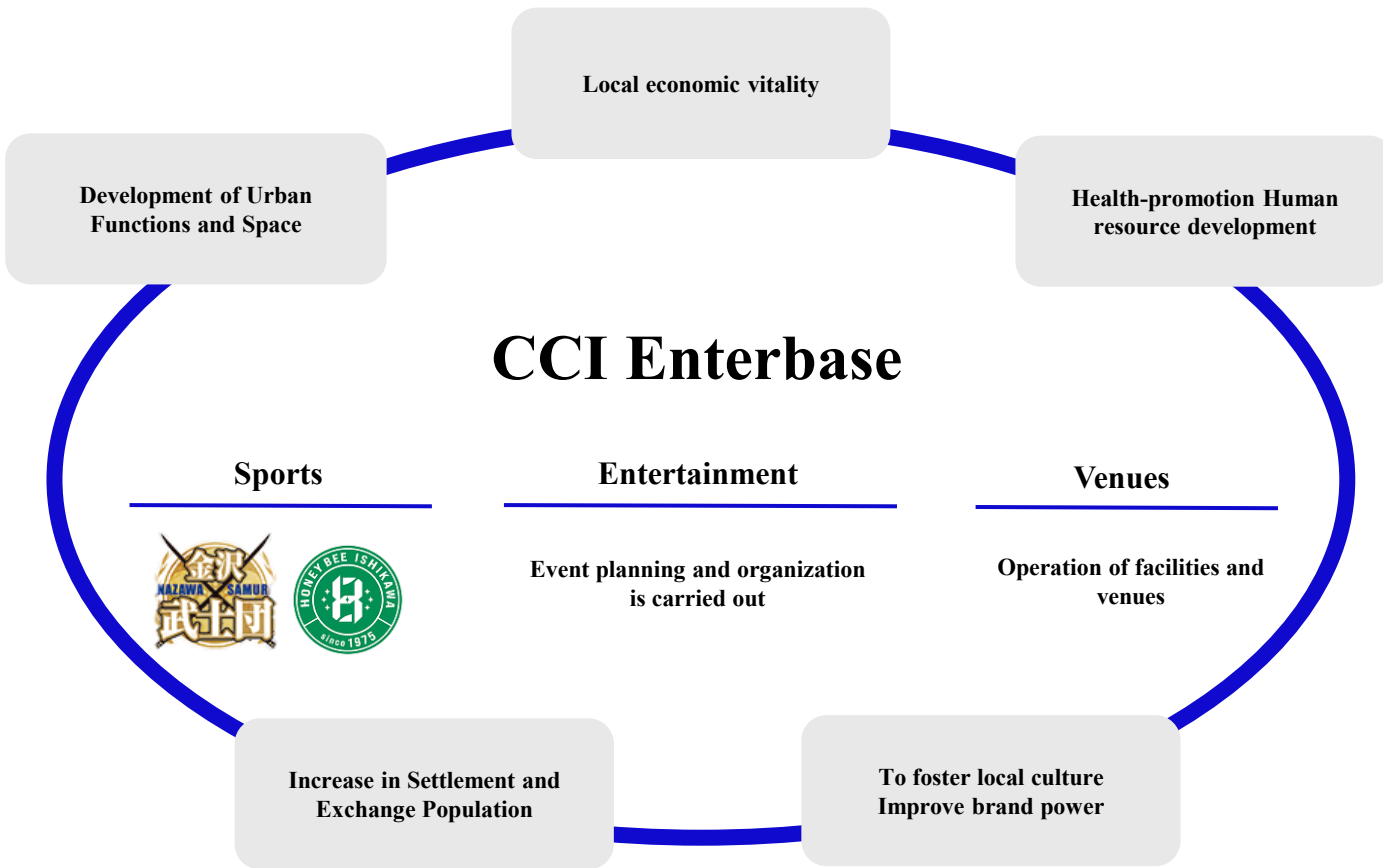 Local economic vitality
Development of Urban
Functions and Space
Health-promotion Human
resource development
CCI Enterbase
Sports
Entertainment
Venues
金沢
NAZAWA SAMUR
武士団
HONEYBEE ISHIKAWA
since 1975
Event planning and organization
is carried out
Operation of facilities and
venues
Increase in Settlement and
Exchange Population
To foster local culture
Improve brand power